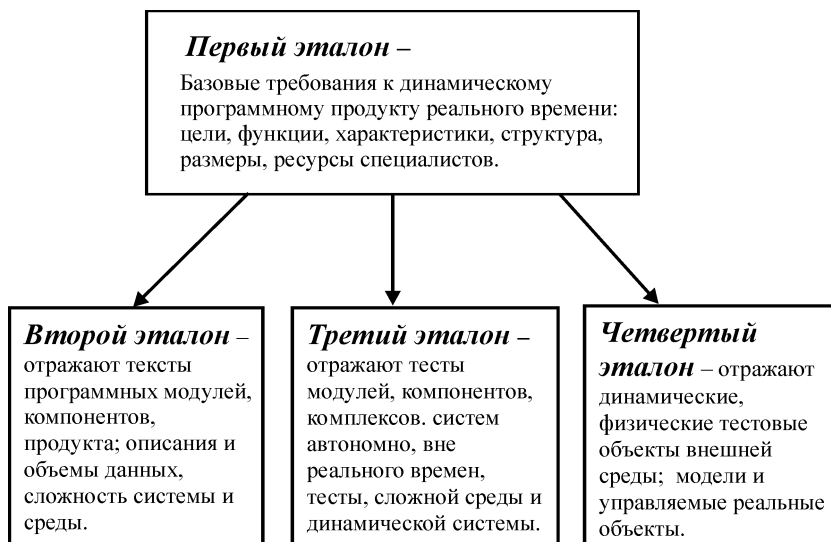 Первый эталон –
Базовые требования к динамическому
программному продукту реального времени:
цели, функции, характеристики, структура,
размеры, ресурсы специалистов.
Второй эталон –
отражают тексты
программных модулей,
компонентов,
продукта; описания и
объемы данных,
сложность системы и
среды.
Третий эталон –
отражают тесты
модулей, компонентов,
комплексов. систем
автономно, вне
реального времен,
тесты, сложной среды и
динамической системы.
Четвертый
эталон – отражают
динамические,
физические тестовые
объекты внешней
среды; модели и
управляемые реальные
объекты.